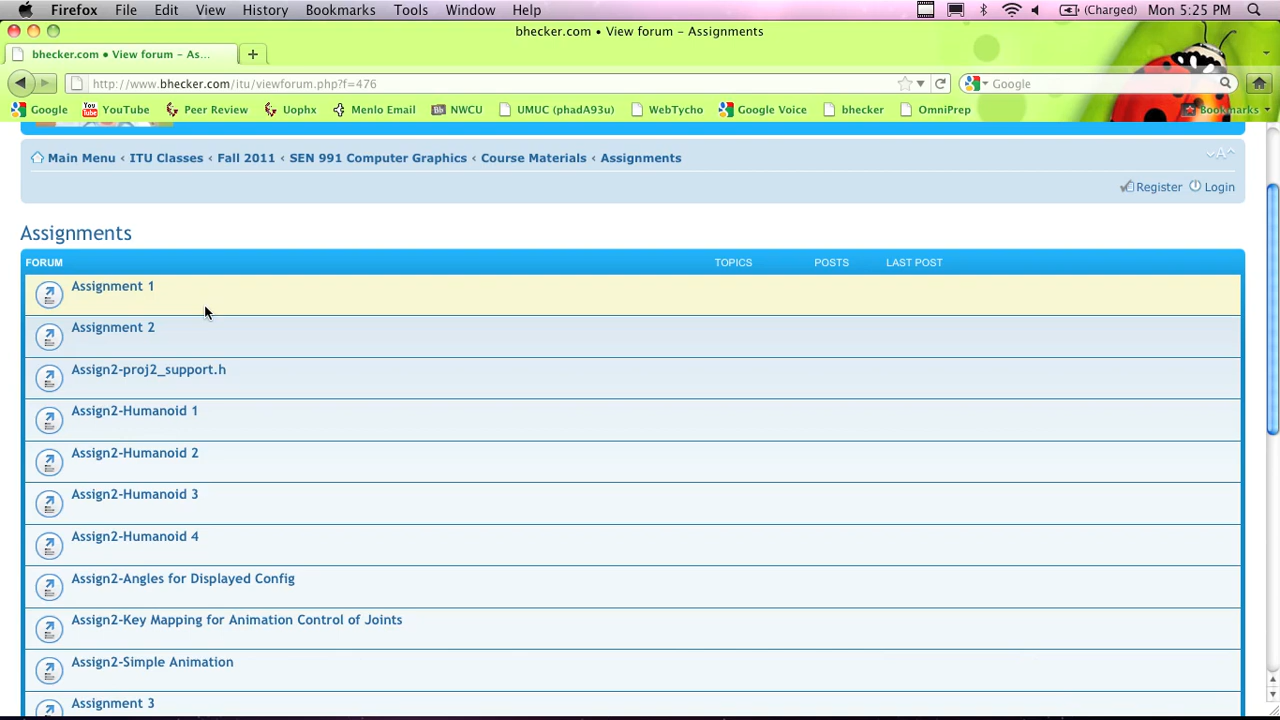 Firefox File Edit View History Bookmarks Tools Window Help (Charged) Mon 5:25 PM
bhecker.com • View forum – Assignments
bhecker.com • View forum – As...
http://www.bhecker.com/itu/viewforum.php?f=476 Google
Google YouTube Peer Review Uophx Menlo Email NWCU UMUC (phadA93u) WebTycho Google Voice bhecker OmniPrep Bookmarks
Main Menu ‹ ITU Classes ‹ Fall 2011 ‹ SEN 991 Computer Graphics ‹ Course Materials ‹ Assignments
Register Login
Assignments
FORUM TOPICS POSTS LAST POST
Assignment 1
Assignment 2
Assign2-proj2_support.h
Assign2-Humanoid 1
Assign2-Humanoid 2
Assign2-Humanoid 3
Assign2-Humanoid 4
Assign2-Angles for Displayed Config
Assign2-Key Mapping for Animation Control of Joints
Assign2-Simple Animation
Assignment 3